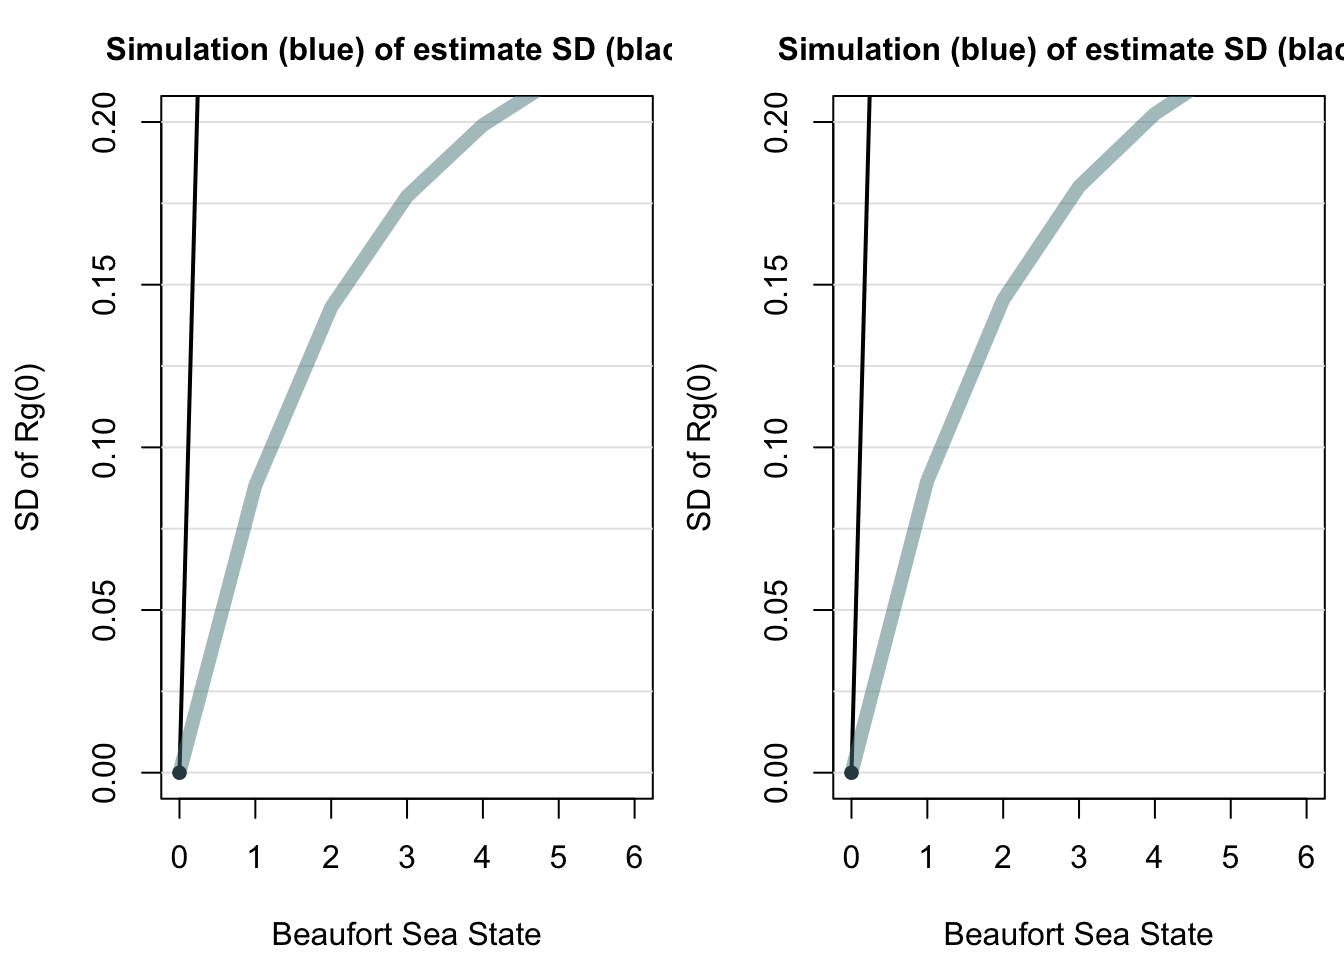 Simulation (blue) of estimate SD (blac
SD of Rg(0)
0.20
0.15
0.10
0.05
0.00
0 1 2 3 4 5 6
Beaufort Sea State
Simulation (blue) of estimate SD (blac
SD of Rg(0)
0.20
0.15
0.10
0.05
0.00
0 1 2 3 4 5 6
Beaufort Sea State